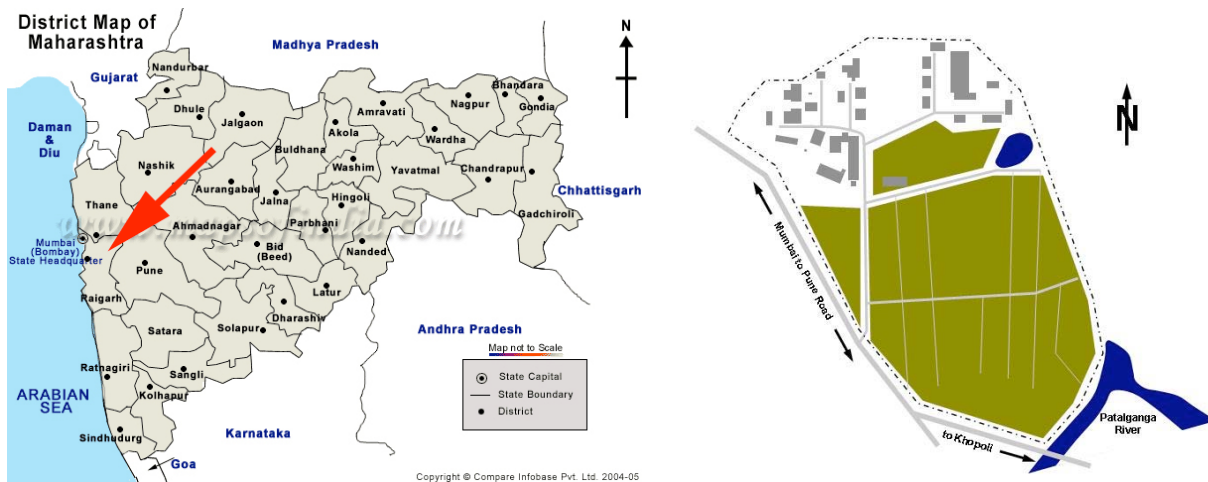 District Map of
Maharashtra
N
Madhya Pradesh
Gujarat
Nandurbar
Dhule
Jalgaon
Daman
&
Diu
Nashik
Buldhana
Akola
Amravati
Nagpur
Bhandara
Gondia
Wardha
Washim
Yavatmal
Chandrapur
Chhattisgarh
Gadchiroli
Aurangabad
Jalna
Hingoli
Parbhani
Thane
www.mapsofindia.com
Mumbai
(Bombay)
State Headquarter
Ahmadnagar
Bid
(Beed)
Nanded
Pune
Raigarh
Latur
Dharashiv
Satara
Solapur
Andhra Pradesh
Map not to Scale
State Capital
State Boundary
District
Ratnagiri
Sangli
Kolhapur
ARABIAN
SEA
Sindhudurg
Karnataka
Goa
Copyright © Compare Infobase Pvt. Ltd. 2004-05
N
Mumbai to Pune Road
to Khopoli
Patalganga
River